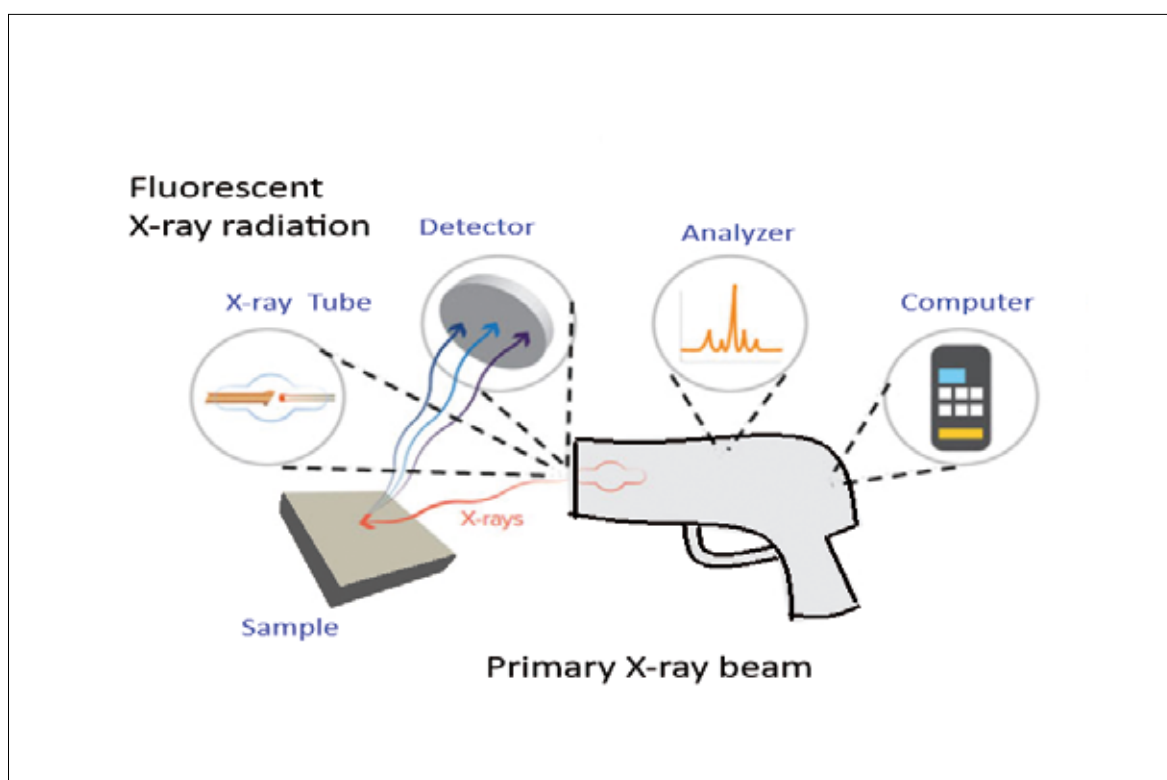 Fluorescent
X-ray radiation
Detector
Analyzer
X-ray Tube
Computer
X-rays
Sample
Primary X-ray beam